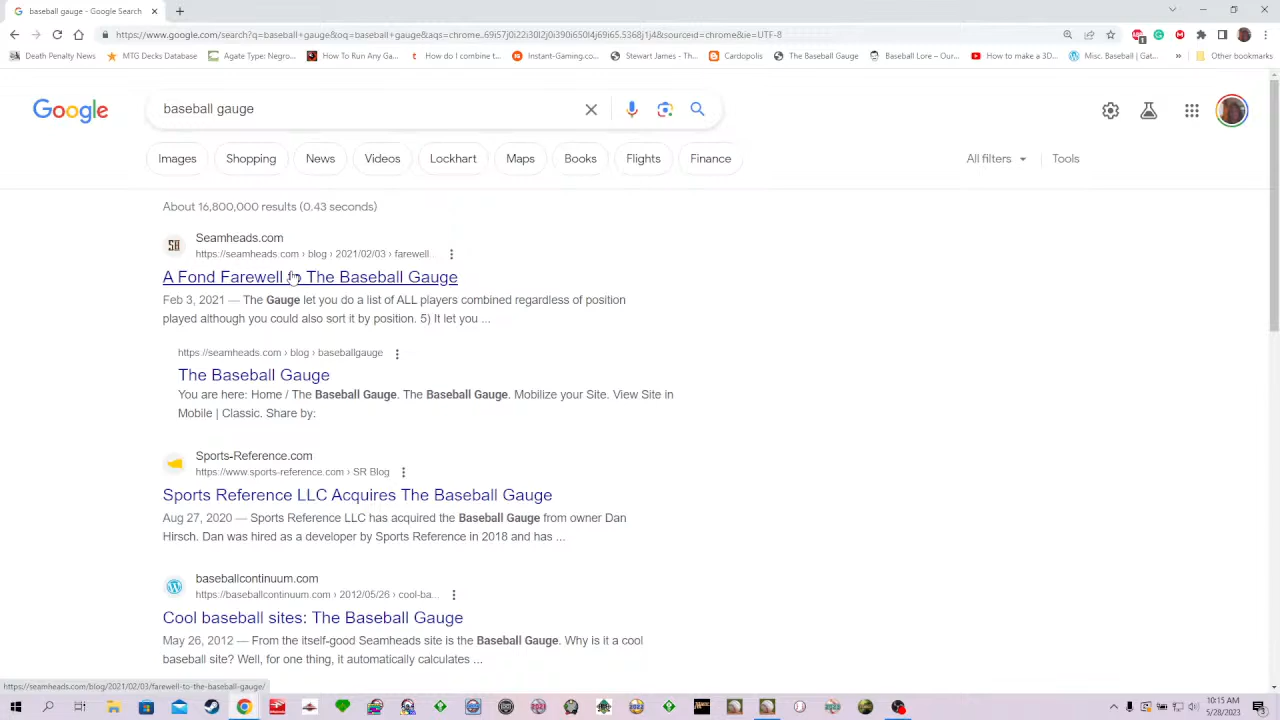 baseball gauge - Google Search
https://www.google.com/search?q=baseball+gauge&oq=baseball+gauge&aqs=chrome..69i57j0i22i30l2j0i390i650l4j69i65.5368j1j4&sourceid=chrome&ie=UTF-8
Death Penalty News
MTG Decks Database
Agate Type: Negro...
How To Run Any Ga...
How do I combine t...
Instant-Gaming.co...
Stewart James - Th...
Cardopolis
The Baseball Gauge
Baseball Lore – Our...
How to make a 3D...
Misc. Baseball | Gat...
»
Other bookmarks
Google
baseball gauge
Images
Shopping
News
Videos
Lockhart
Maps
Books
Flights
Finance
All filters
Tools
About 16,800,000 results (0.43 seconds)
Seamheads.com
https://seamheads.com › blog › 2021/02/03 › farewell...
A Fond Farewell to The Baseball Gauge
Feb 3, 2021 — The Gauge let you do a list of ALL players combined regardless of position
played although you could also sort it by position. 5) It let you ...
https://seamheads.com › blog › baseballgauge
The Baseball Gauge
You are here: Home / The Baseball Gauge. The Baseball Gauge. Mobilize your Site. View Site in
Mobile | Classic. Share by:
Sports-Reference.com
https://www.sports-reference.com › SR Blog
Sports Reference LLC Acquires The Baseball Gauge
Aug 27, 2020 — Sports Reference LLC has acquired the Baseball Gauge from owner Dan
Hirsch. Dan was hired as a developer by Sports Reference in 2018 and has ...
baseballcontinuum.com
https://baseballcontinuum.com › 2012/05/26 › cool-ba...
Cool baseball sites: The Baseball Gauge
May 26, 2012 — From the itself-good Seamheads site is the Baseball Gauge. Why is it a cool
baseball site? Well, for one thing, it automatically calculates ...
https://seamheads.com/blog/2021/02/03/farewell-to-the-baseball-gauge/
10:15 AM
5/28/2023